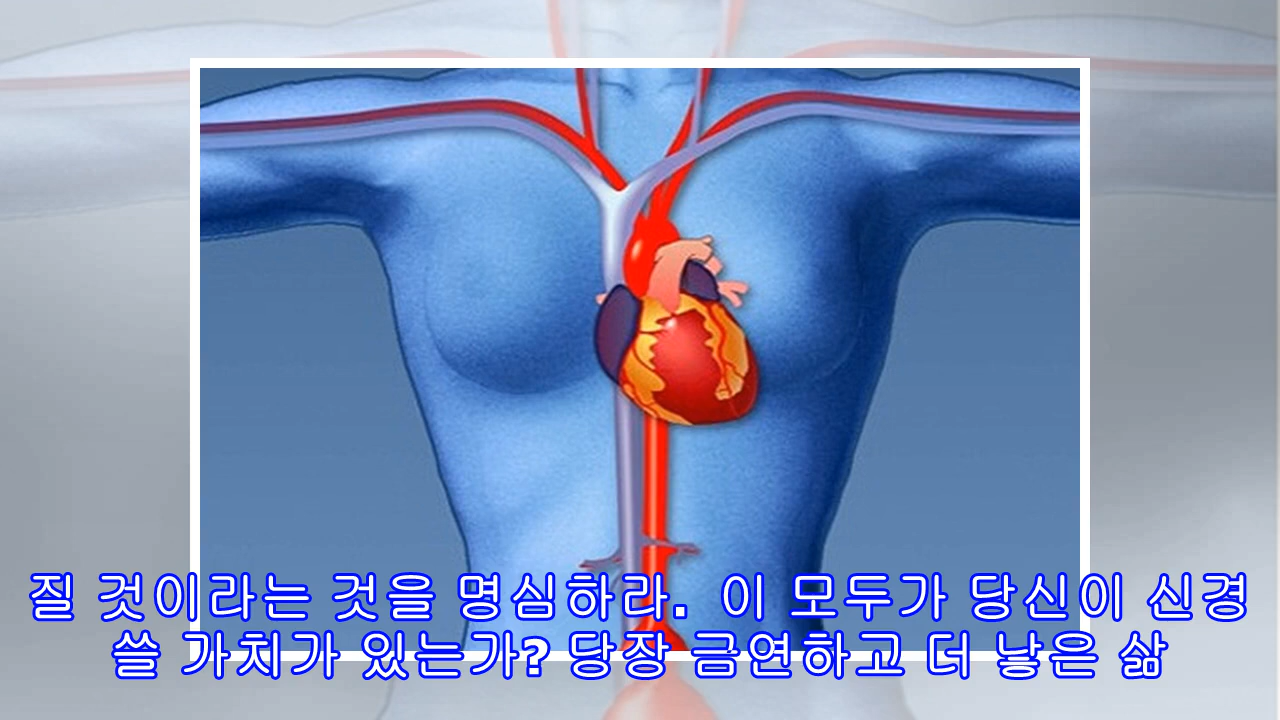 질 것이라는 것을 명심하라. 이 모두가 당신이 신경
쓸 가치가 있는가? 당장 금연하고 더 낳은 삶